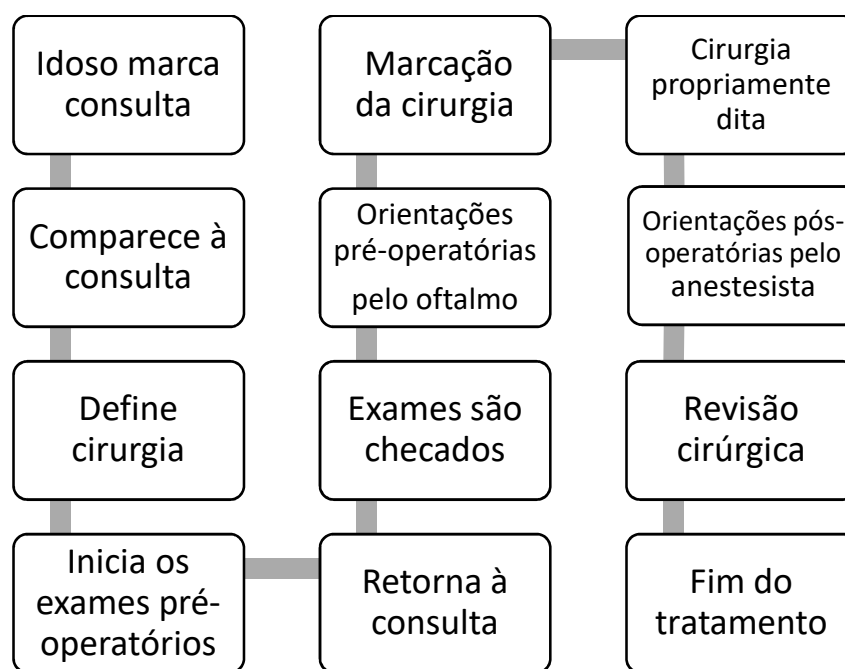 Idoso marca
consulta
Comparece à
consulta
Define
cirurgia
Inicia os
exames pré-
operatórios
Retorna à
consulta
Exames são
checados
Orientações
pré-operatórias
pelo oftalmo
Marcação
da cirurgia
Cirurgia
propriamente
dita
Orientações pós-
operatórias pelo
anestesista
Revisão
cirúrgica
Fim do
tratamento